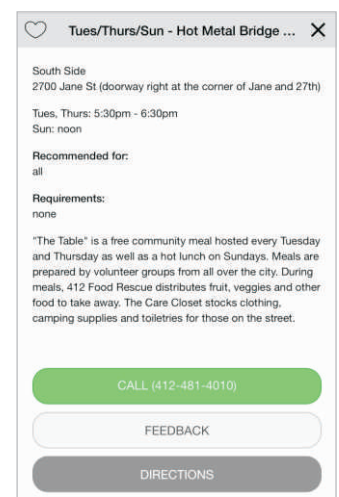 Tues/Thurs/Sun - Hot Metal Bridge ...
South Side
2700 Jane St (doorway right at the corner of Jane and 27th)
Tues, Thurs: 5:30pm - 6:30pm
Sun: noon
Recommended for:
all
Requirements:
none
"The Table" is a free community meal hosted every Tuesday
and Thursday as well as a hot lunch on Sundays. Meals are
prepared by volunteer groups from all over the city. During
meals, 412 Food Rescue distributes fruit, veggies and other
food to take away. The Care Closet stocks clothing,
camping supplies and toiletries for those on the street.
CALL (412-481-4010)
FEEDBACK
DIRECTIONS